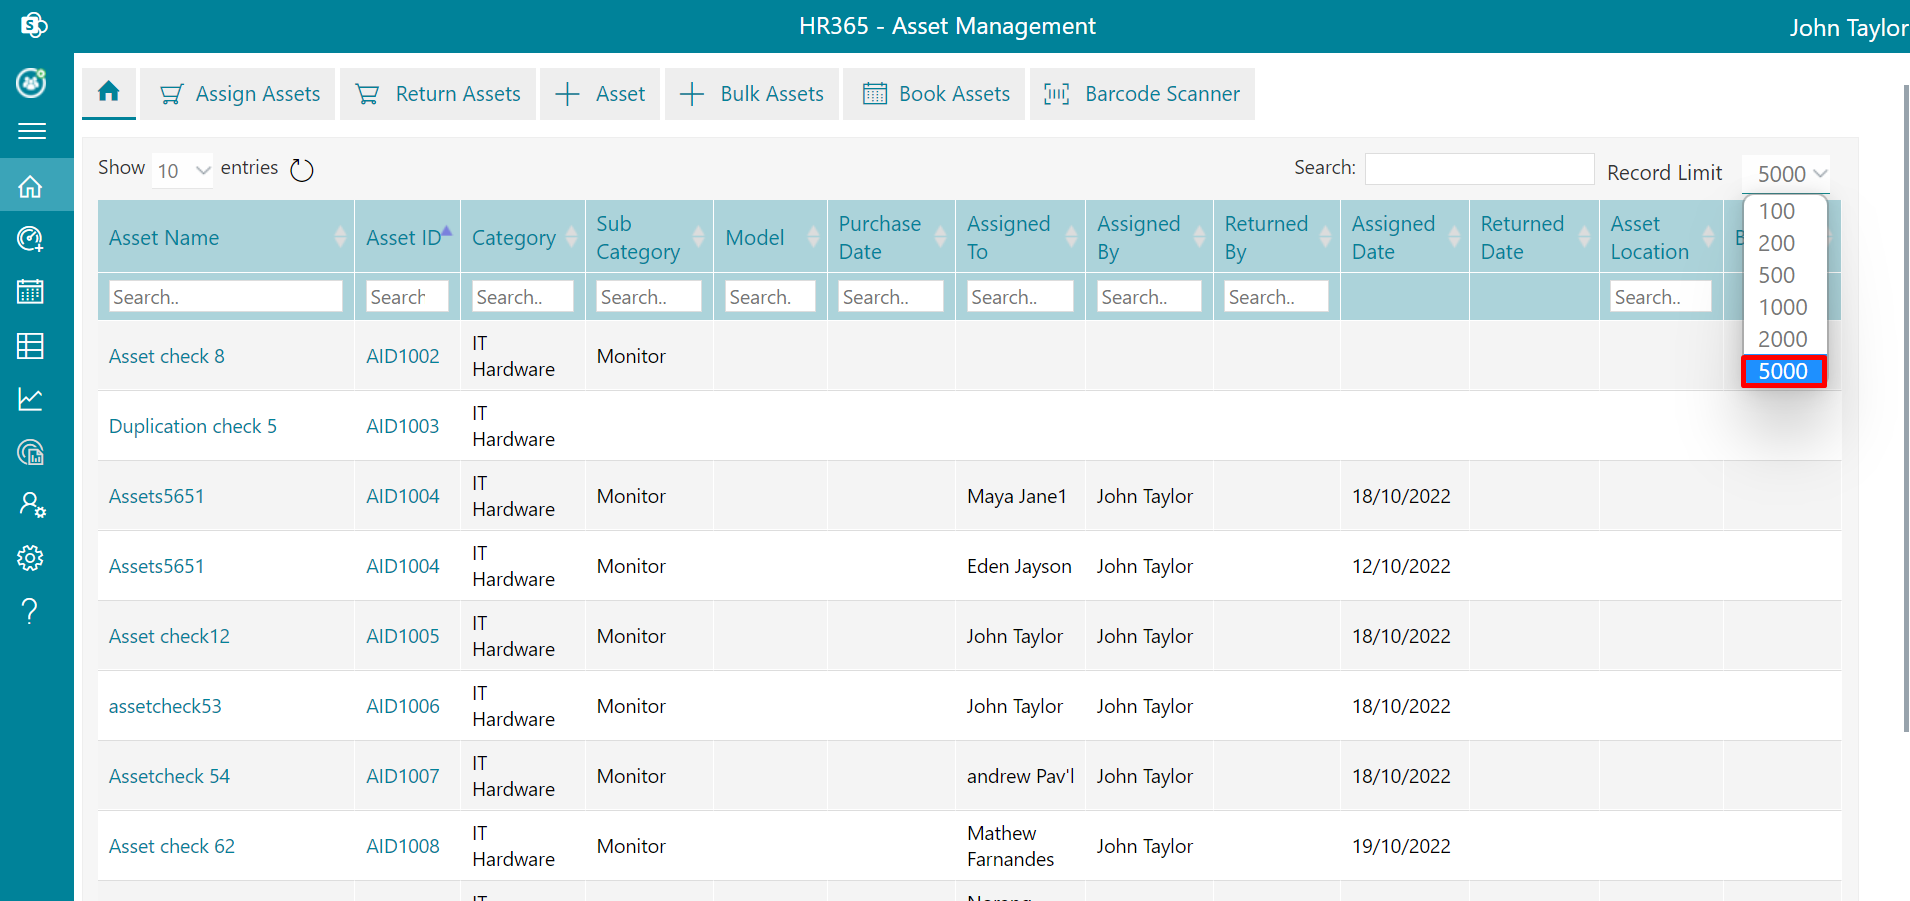 HR365 - Asset Management
John Taylor
Assign Assets
Return Assets
Asset
Bulk Assets
Book Assets
Barcode Scanner
Show 10 entries
Search:
Record Limit 5000
100
200
500
1000
2000
5000
Asset Name
Asset ID
Category
Sub
Category
Model
Purchase
Date
Assigned
To
Assigned
By
Returned
By
Assigned
Date
Returned
Date
Asset
Location
Search..
Search
Search..
Search..
Search.
Search..
Search..
Search..
Search..
Search..
Asset check 8
AID1002
IT
Hardware
Monitor
Duplication check 5
AID1003
IT
Hardware
Assets5651
AID1004
IT
Hardware
Monitor
Maya Jane1
John Taylor
18/10/2022
Assets5651
AID1004
IT
Hardware
Monitor
Eden Jayson
John Taylor
12/10/2022
Asset check12
AID1005
IT
Hardware
Monitor
John Taylor
John Taylor
18/10/2022
assetcheck53
AID1006
IT
Hardware
Monitor
John Taylor
John Taylor
18/10/2022
Assetcheck 54
AID1007
IT
Hardware
Monitor
andrew Pav'l
John Taylor
18/10/2022
Asset check 62
AID1008
IT
Hardware
Monitor
Mathew
Farnandes
John Taylor
19/10/2022
IT